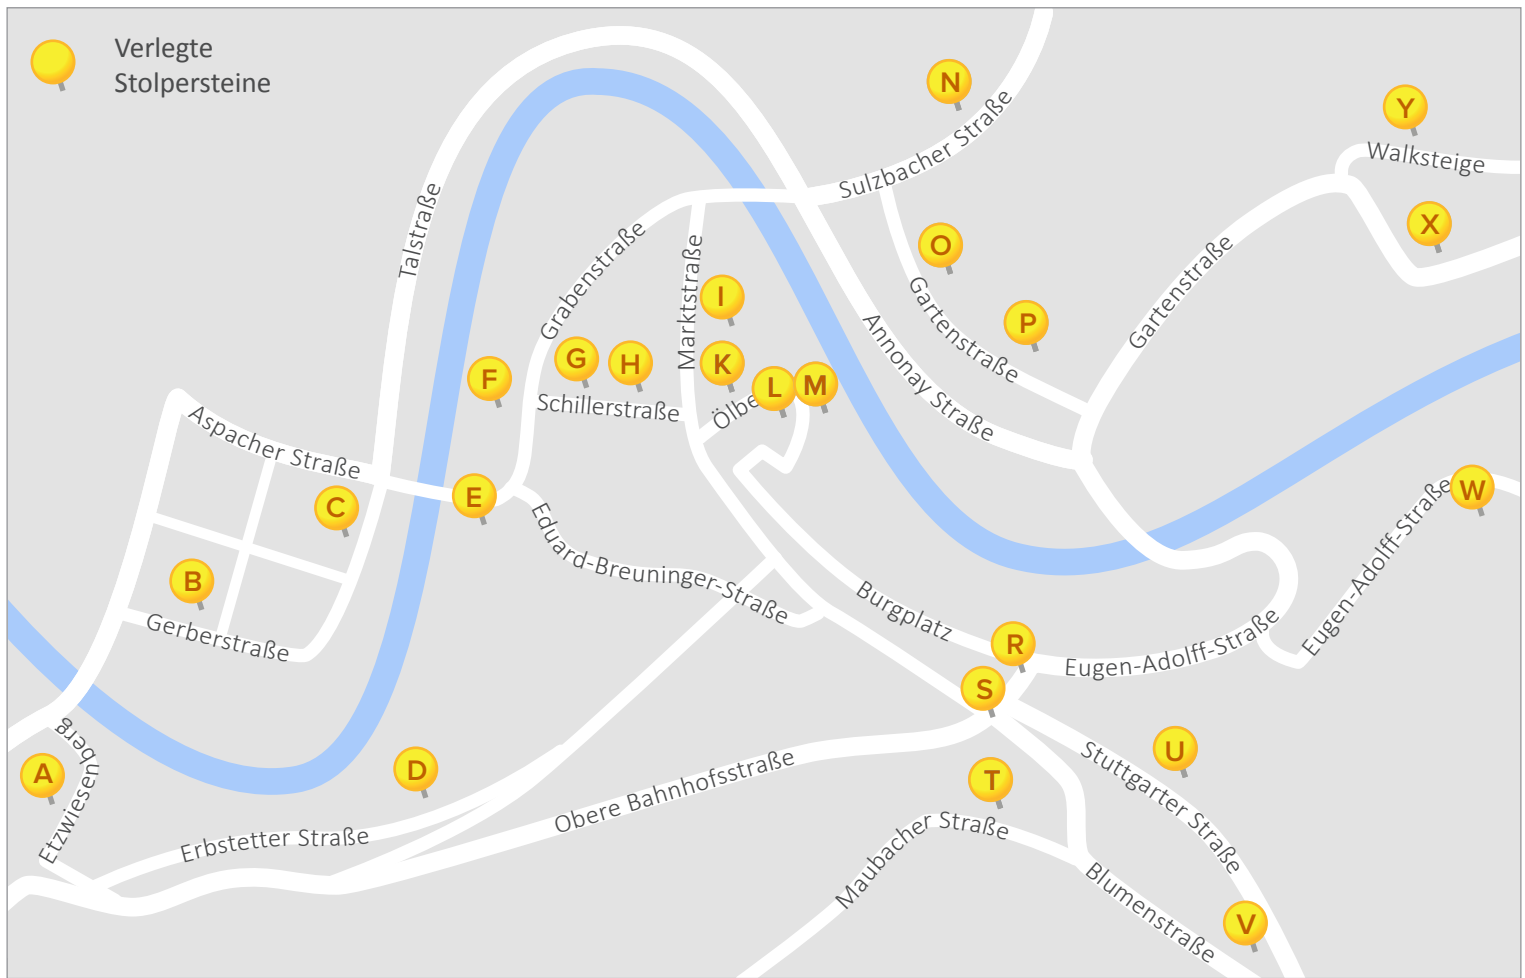 Verlegte
Stolpersteine
N
Y
Sulzbacher Straße
Walksteige
Talstraße
X
O
Grabenstraße
Marktstraße
I
Gartenstraße
Gartenstraße
P
Annonay Straße
G
H
K
F
L
M
Schillerstraße
Ölbe
Aspacher Straße
C
E
W
Eugen-Adolff-Straße
Eduard-Breuninger-Straße
B
Gerberstraße
Burgplatz
R
Eugen-Adolff-Straße
S
A
Etzwiesenberg
D
U
T
Stuttgarter Straße
Obere Bahnhofsstraße
Erbstetter Straße
Maubacher Straße
Blumenstraße
V